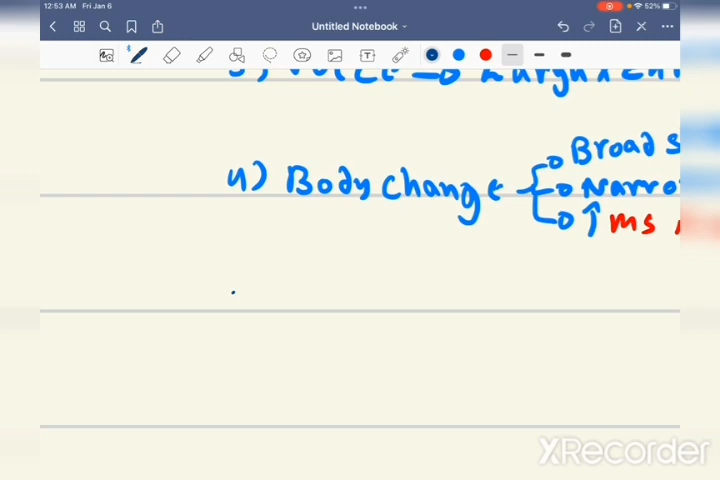 12:53 AM Fri Jan 6
52%
Untitled Notebook
T
4) Body change
Broad s
Narro
↑ ms
XRecorder